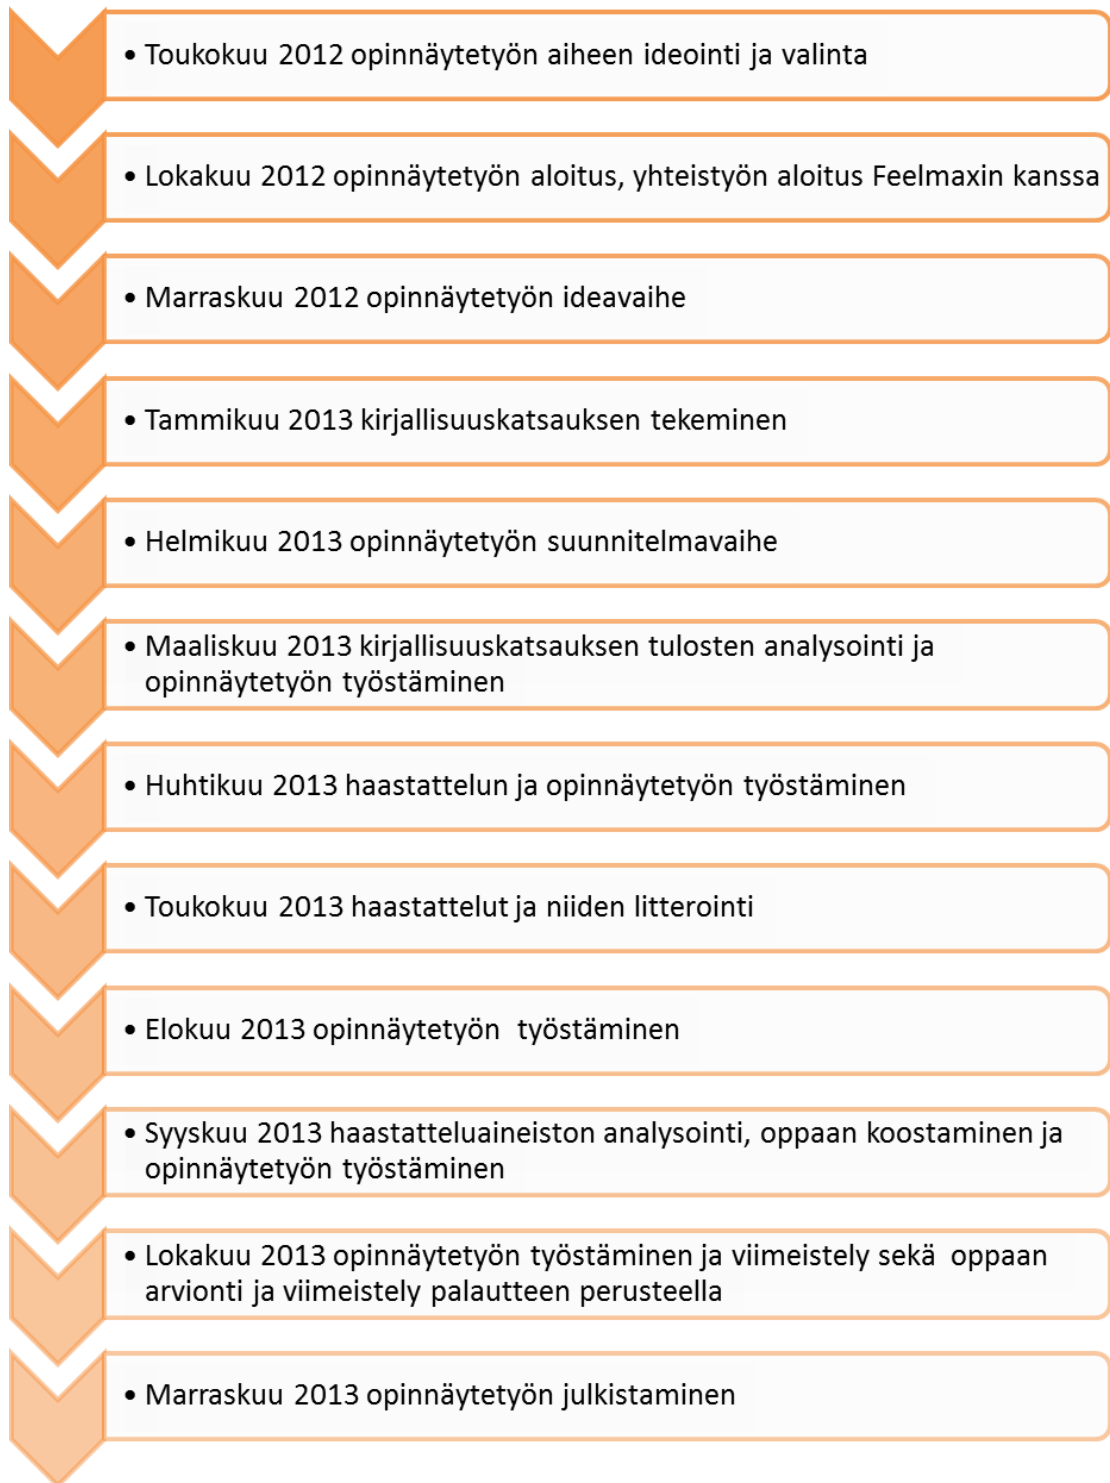 • Toukokuu 2012 opinnäytetyön aiheen ideointi ja valinta
• Lokakuu 2012 opinnäytetyön aloitus, yhteistyön aloitus Feelmaxin kanssa
• Marraskuu 2012 opinnäytetyön ideavaihe
• Tammikuu 2013 kirjallisuuskatsauksen tekeminen
• Helmikuu 2013 opinnäytetyön suunnitelmavaihe
• Maaliskuu 2013 kirjallisuuskatsauksen tulosten analysointi ja
opinnäytetyön työstäminen
• Huhtikuu 2013 haastattelun ja opinnäytetyön työstäminen
• Toukokuu 2013 haastattelut ja niiden litterointi
• Elokuu 2013 opinnäytetyön työstäminen
• Syyskuu 2013 haastatteluaineiston analysointi, oppaan koostaminen ja
opinnäytetyön työstäminen
• Lokakuu 2013 opinnäytetyön työstäminen ja viimeistely sekä oppaan
arvionti ja viimeistely palautteen perusteella
• Marraskuu 2013 opinnäytetyön julkistaminen